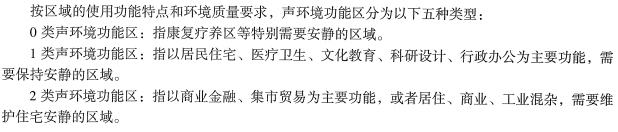 按区域的使用功能特点和环境质量要求，声环境功能区分为以下五种类型：
0 类声环境功能区：指康复疗养区等特别需要安静的区域。
1 类声环境功能区：指以居民住宅、医疗卫生、文化教育、科研设计、行政办公为主要功能，需
要保持安静的区域。
2 类声环境功能区：指以商业金融、集市贸易为主要功能，或者居住、商业、工业混杂，需要维
护住宅安静的区域。